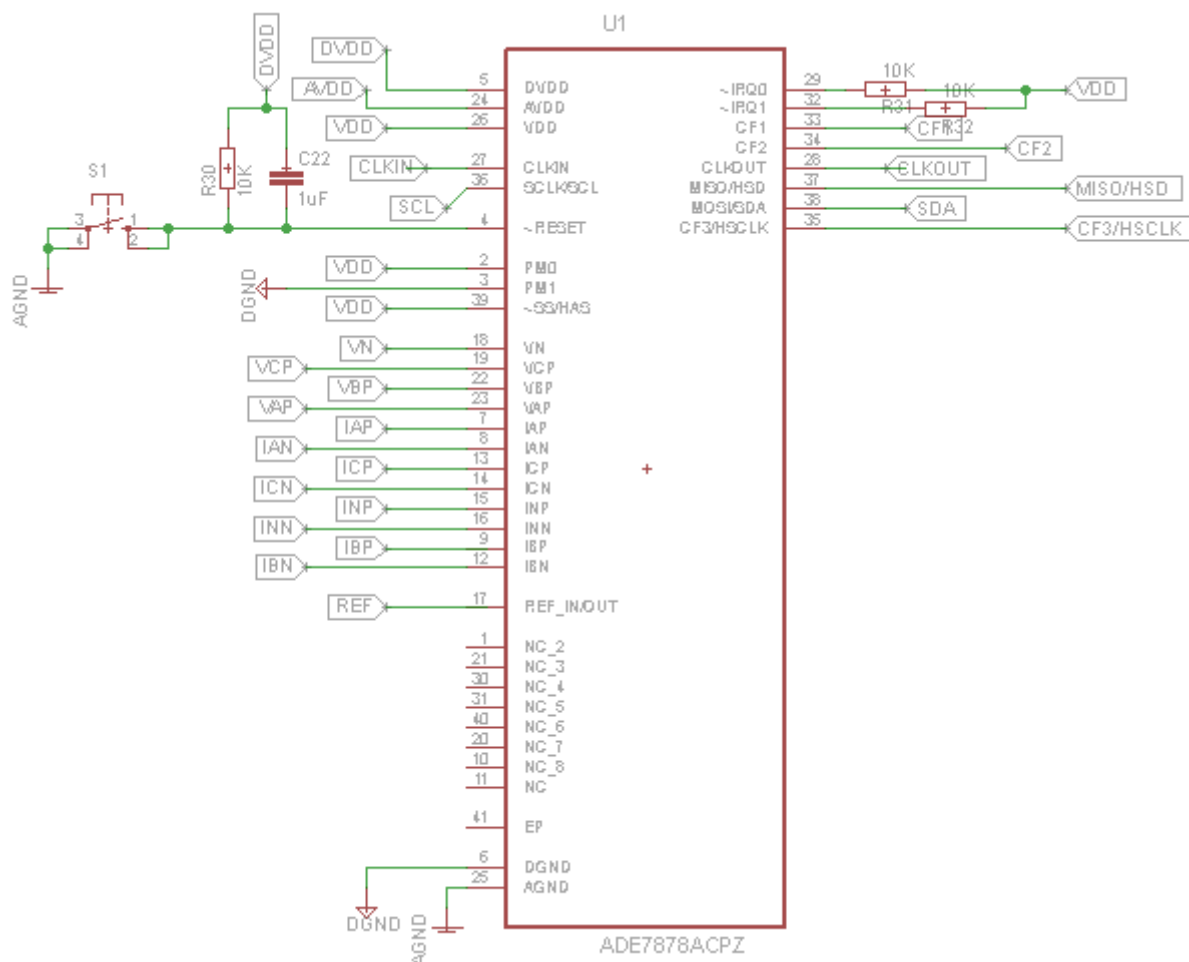 U1
DVDD
DVDD
AVDD
VDD
CLKIN
SCL
S1
R30
10K
C22
1uF
3
4
1
2
AGND
5 DVDD
24 AVDD
26 VDD
27 CLKIN
36 SCLK/SCL
4 ~RESET
VDD 2 PM0
DGND 3 PM1
VDD 39 ~SS/HAS
VN 18 VN
VCP 19 VCP
VBP 22 VBP
VAP 23 VAP
IAP 7 IAP
IAN 8 IAN
ICP 13 ICP
ICN 14 ICN
INP 15 INP
INN 16 INN
IBP 9 IBP
IBN 12 IBN
REF 17 REF_IN/OUT
1 NC_2
21 NC_3
30 NC_4
31 NC_5
40 NC_6
20 NC_7
10 NC_8
11 NC
41 EP
6 DGND
25 AGND
DGND
AGND
~IRQ0 29 10K VDD
~IRQ1 32 R31 10K
CF1 33 CF1 R32
CF2 34 CF2
CLKOUT 28 CLKOUT
MISO/HSD 37 MISO/HSD
MOSI/SDA 38 SDA
CF3/HSCLK 35 CF3/HSCLK
ADE7878ACPZ